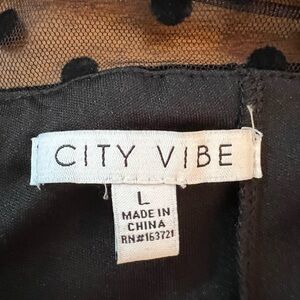 CITY VIBE
L
MADE IN
CHINA
RN#163721